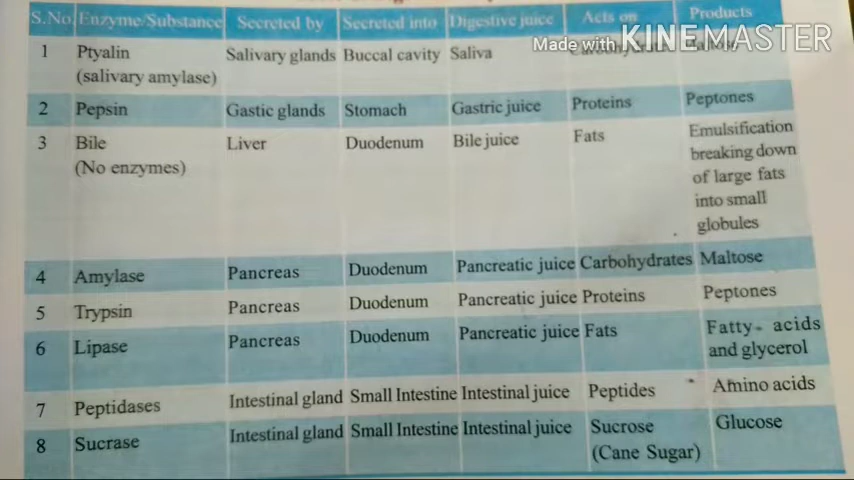 S.No. Enzyme/Substance Secreted by Secreted into Digestive juice Acts on Products
Made with KINEMASTER
1 Ptyalin Salivary glands Buccal cavity Saliva Carbohydrates Maltose
(salivary amylase)
2 Pepsin Gastic glands Stomach Gastric juice Proteins Peptones
3 Bile Liver Duodenum Bile juice Fats Emulsification
(No enzymes) breaking down
of large fats
into small
globules
4 Amylase Pancreas Duodenum Pancreatic juice Carbohydrates Maltose
5 Trypsin Pancreas Duodenum Pancreatic juice Proteins Peptones
6 Lipase Pancreas Duodenum Pancreatic juice Fats Fatty- acids
and glycerol
7 Peptidases Intestinal gland Small Intestine Intestinal juice Peptides Amino acids
8 Sucrase Intestinal gland Small Intestine Intestinal juice Sucrose Glucose
(Cane Sugar)